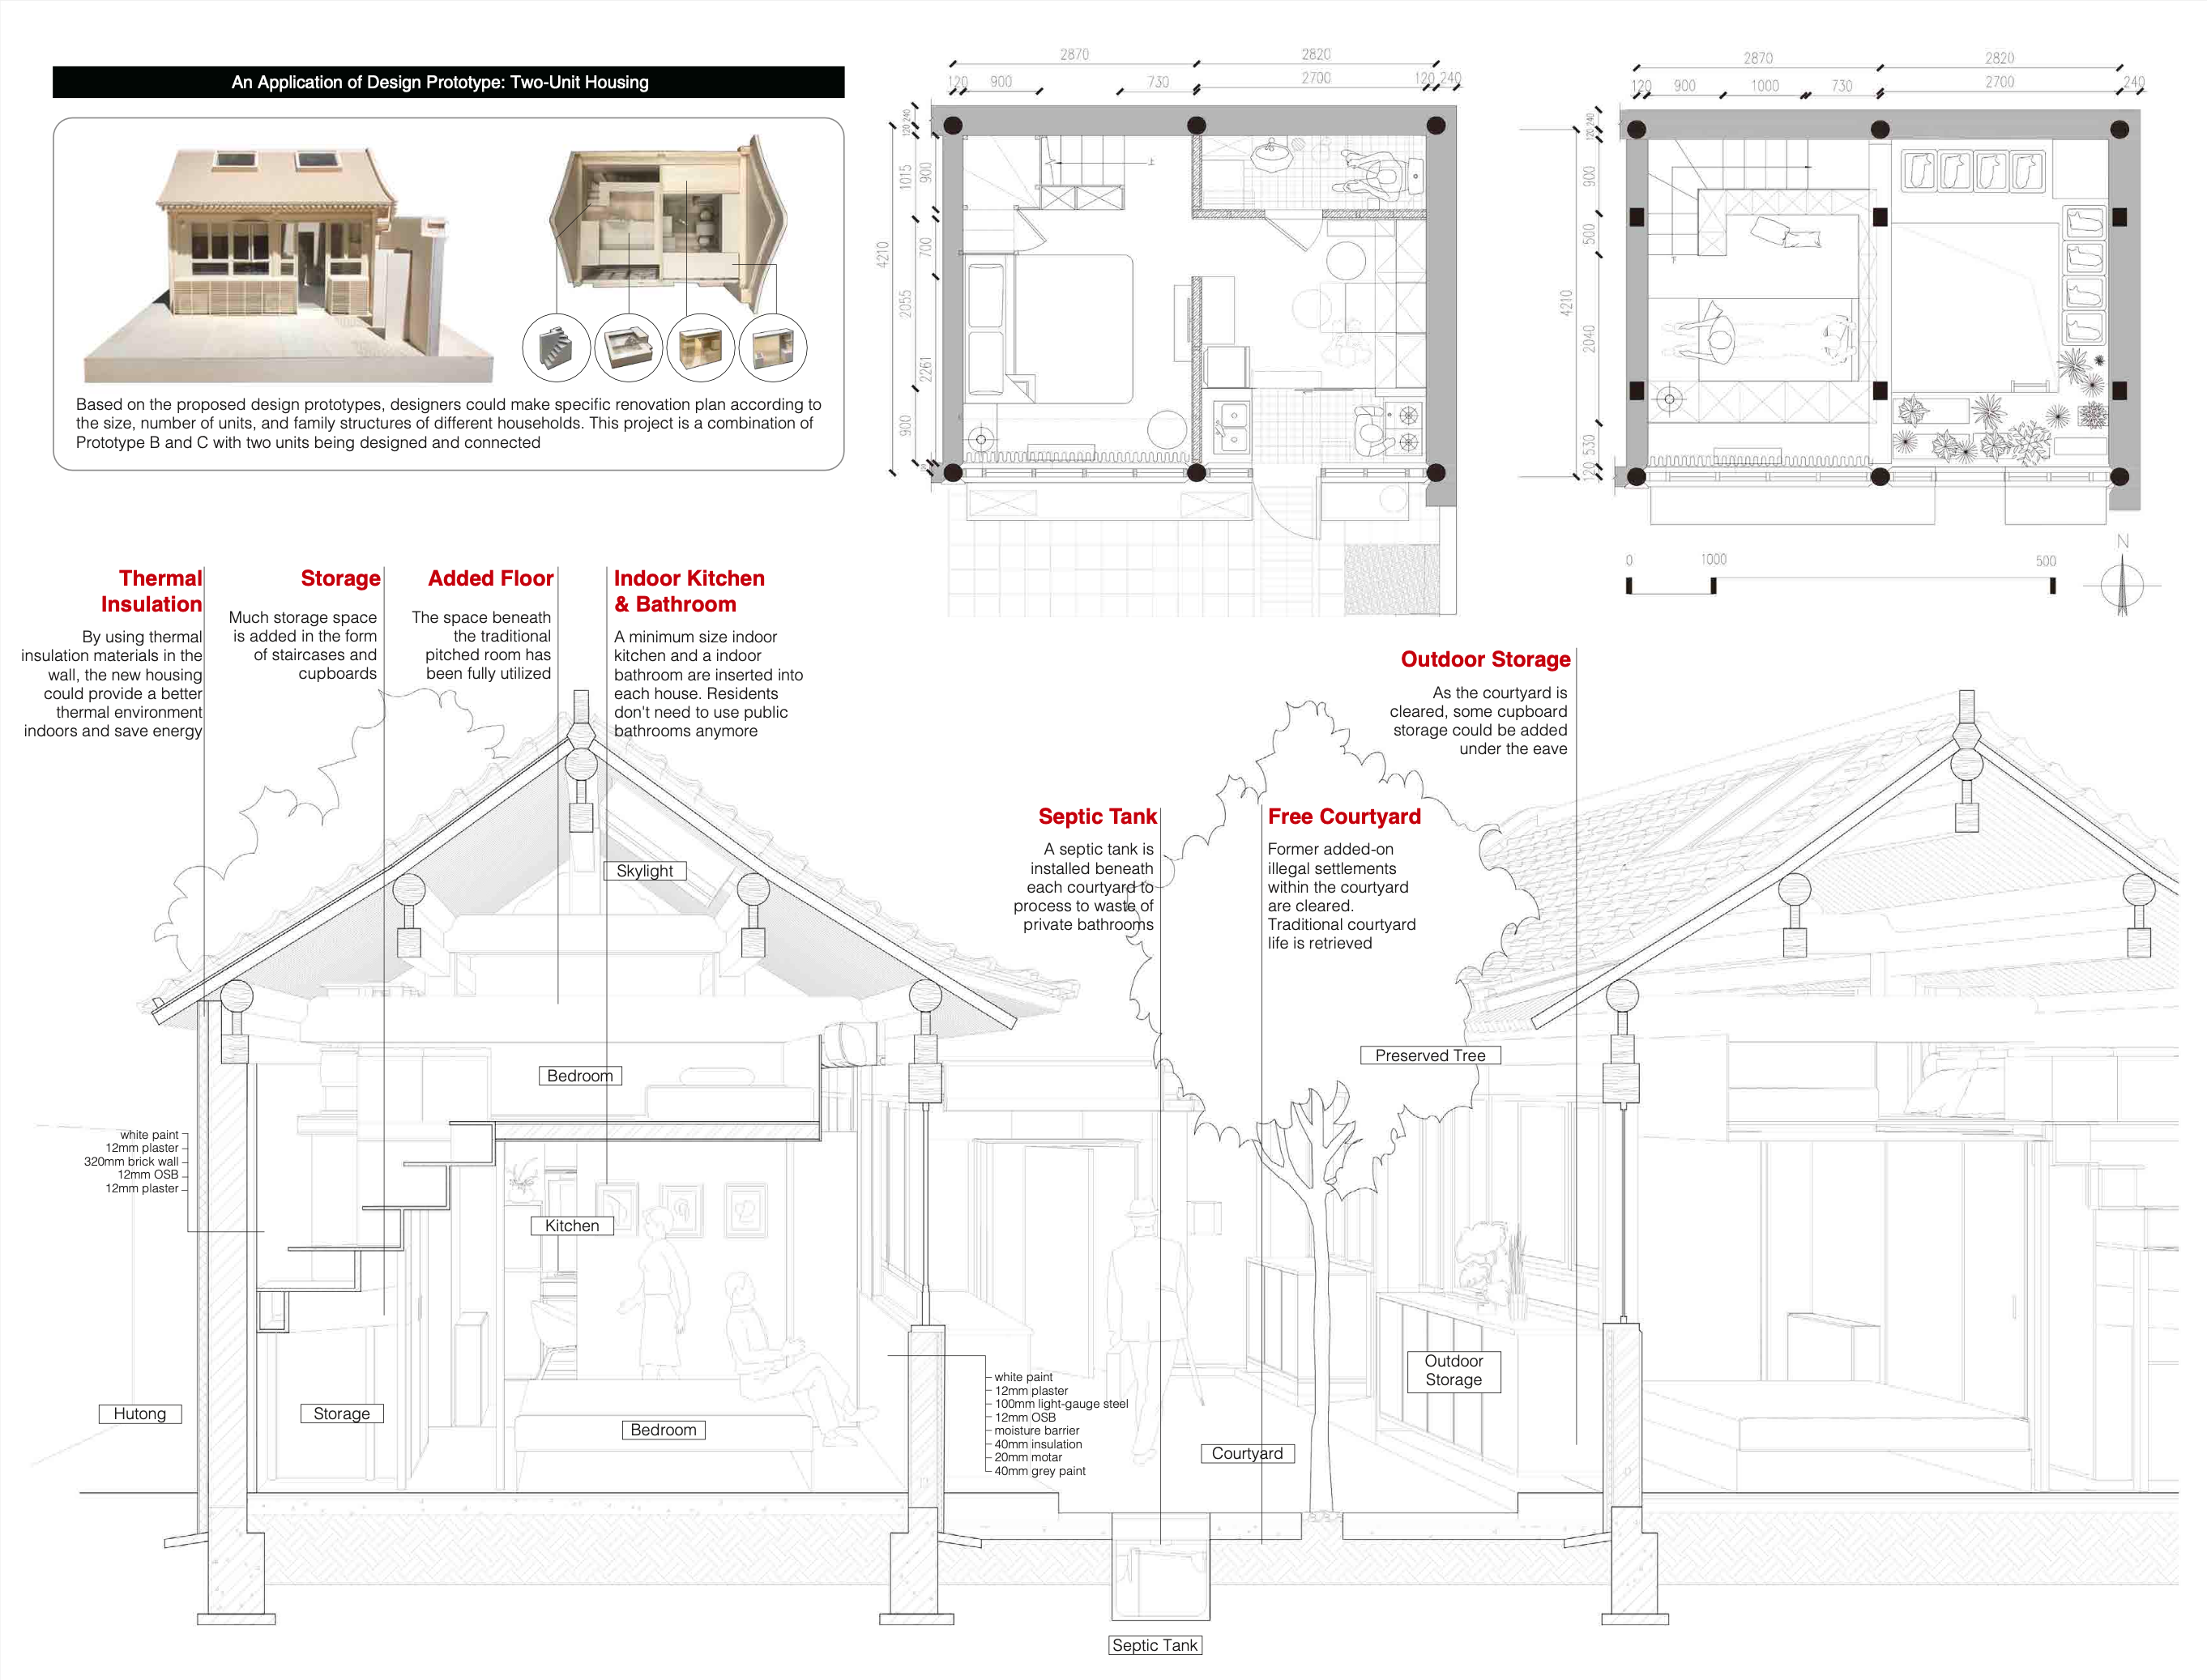 An Application of Design Prototype: Two-Unit Housing
Based on the proposed design prototypes, designers could make specific renovation plan according to
the size, number of units, and family structures of different households. This project is a combination of
Prototype B and C with two units being designed and connected
2870
2820
120
900
730
2700
120
240
120
240
4210
1015
900
700
2055
2261
900
上
2870
2820
120
900
1000
730
2700
240
120
240
4210
900
500
2040
530
120
下
0
1000
500
N
Thermal
Insulation
By using thermal
insulation materials in the
wall, the new housing
could provide a better
thermal environment
indoors and save energy
Storage
Much storage space
is added in the form
of staircases and
cupboards
Added Floor
The space beneath
the traditional
pitched room has
been fully utilized
Indoor Kitchen
& Bathroom
A minimum size indoor
kitchen and a indoor
bathroom are inserted into
each house. Residents
don't need to use public
bathrooms anymore
Outdoor Storage
As the courtyard is
cleared, some cupboard
storage could be added
under the eave
Septic Tank
A septic tank is
installed beneath
each courtyard to
process to waste of
private bathrooms
Free Courtyard
Former added-on
illegal settlements
within the courtyard
are cleared.
Traditional courtyard
life is retrieved
Skylight
Preserved Tree
Bedroom
white paint
12mm plaster
320mm brick wall
12mm OSB
12mm plaster
Kitchen
Outdoor
Storage
white paint
12mm plaster
100mm light-gauge steel
12mm OSB
moisture barrier
40mm insulation
20mm motar
40mm grey paint
Hutong
Storage
Bedroom
Courtyard
Septic Tank